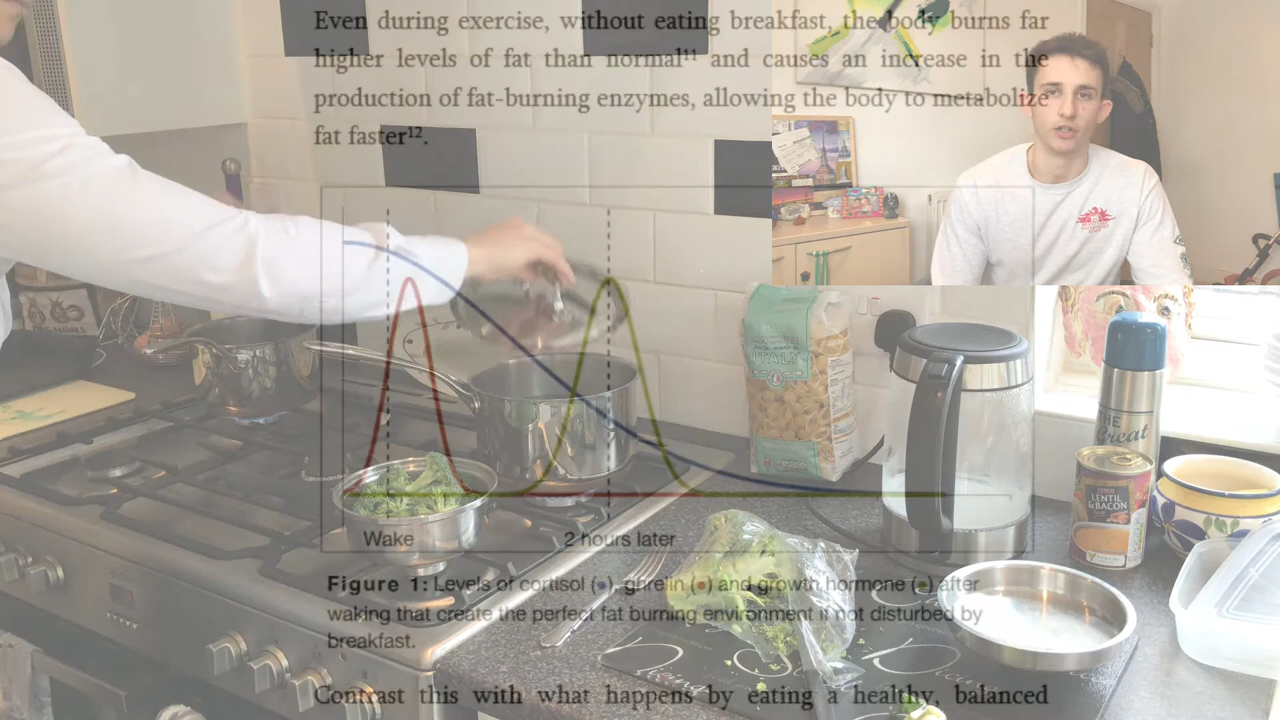 Even during exercise, without eating breakfast, the body burns far
higher levels of fat than normal¹¹ and causes an increase in the
production of fat-burning enzymes, allowing the body to metabolize
fat faster¹².
ITALY
THE
Great
LENTIL
& BACON
Wake
2 hours later
Figure 1: Levels of cortisol (•), ghrelin (•) and growth hormone (•) after
waking that create the perfect fat burning environment if not disturbed by
breakfast.
Contrast this with what happens by eating a healthy, balanced